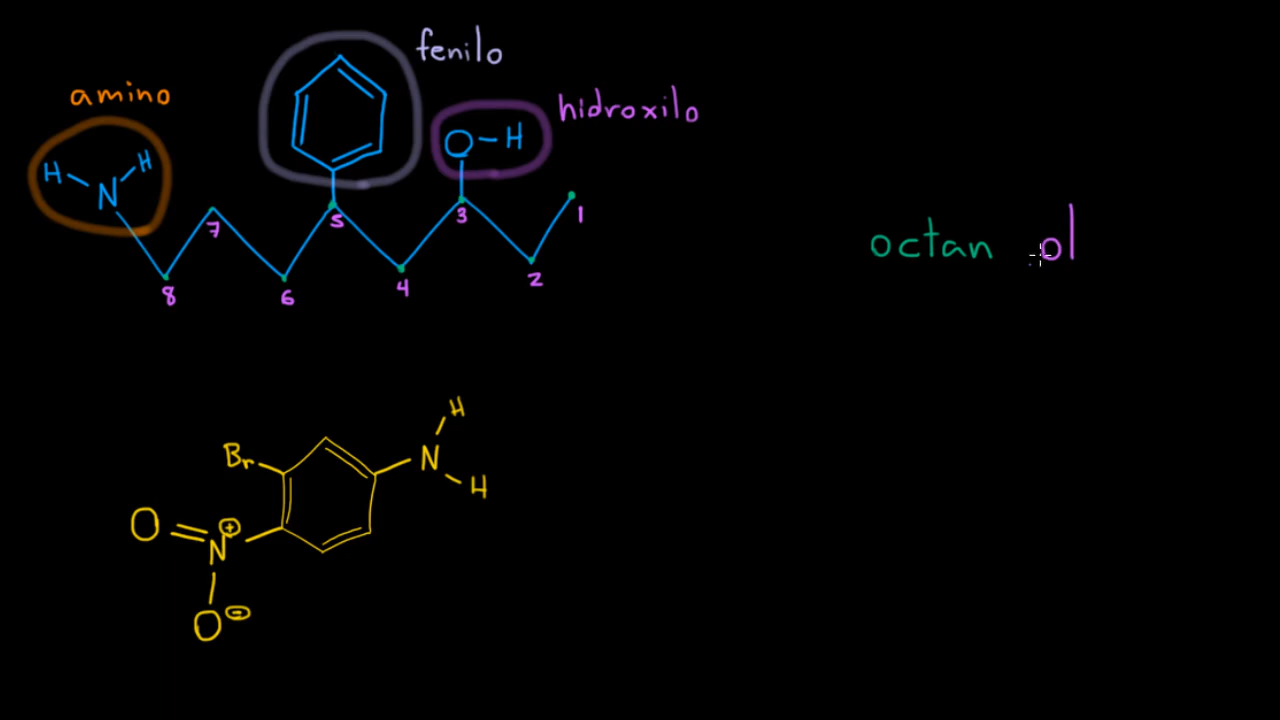 fenilo
amino
hidroxilo
O-H
H H
N
7 5 3 1
8 6 4 2
octan ol
H
Br N
H
O N⊕
O⊖